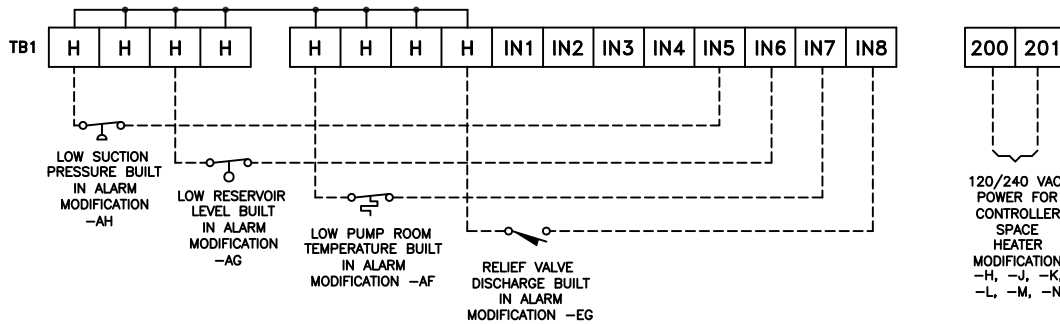 TB1 H H H H H H H H IN1 IN2 IN3 IN4 IN5 IN6 IN7 IN8 200 201
LOW SUCTION
PRESSURE BUILT
IN ALARM
MODIFICATION
-AH
LOW RESERVOIR
LEVEL BUILT
IN ALARM
MODIFICATION
-AG
LOW PUMP ROOM
TEMPERATURE BUILT
IN ALARM
MODIFICATION -AF
RELIEF VALVE
DISCHARGE BUILT
IN ALARM
MODIFICATION -EG
120/240 VAC
POWER FOR
CONTROLLER
SPACE
HEATER
MODIFICATION
-H, -J, -K,
-L, -M, -N